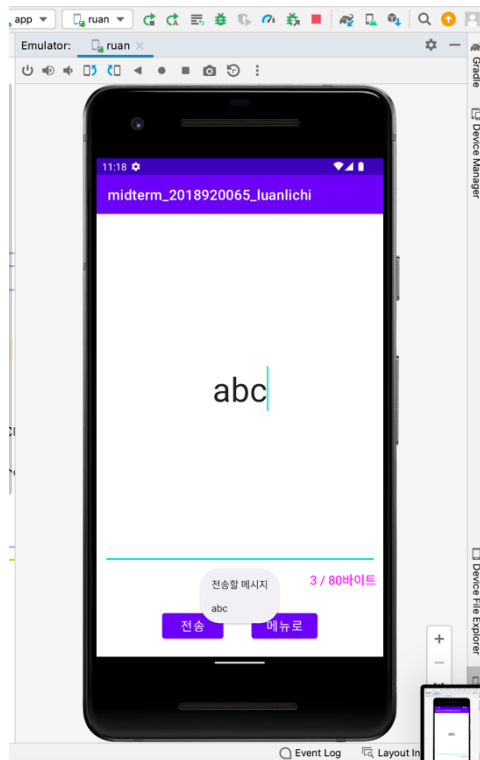 app
ruan
Emulator:
ruan
11:18
midterm_2018920065_luanlichi
abc
3 / 80바이트
전송할 메시지
abc
전송
메뉴로
Gradle
Device Manager
Device File Explorer
Event Log
Layout In